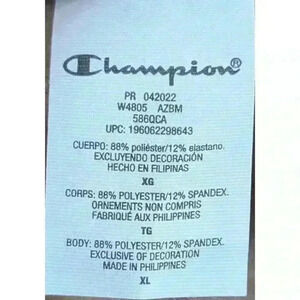 Champion
PR 042022
W4805 AZBM
586QCA
UPC: 196062298643
CUERPO: 88% poliéster/12% elastano.
EXCLUYENDO DECORACIÓN
HECHO EN FILIPINAS
XG
CORPS: 88% POLYESTER/12% SPANDEX.
ORNEMENTS NON COMPRIS
FABRIQUÉ AUX PHILIPPINES
TG
BODY: 88% POLYESTER/12% SPANDEX.
EXCLUSIVE OF DECORATION
MADE IN PHILIPPINES
XL